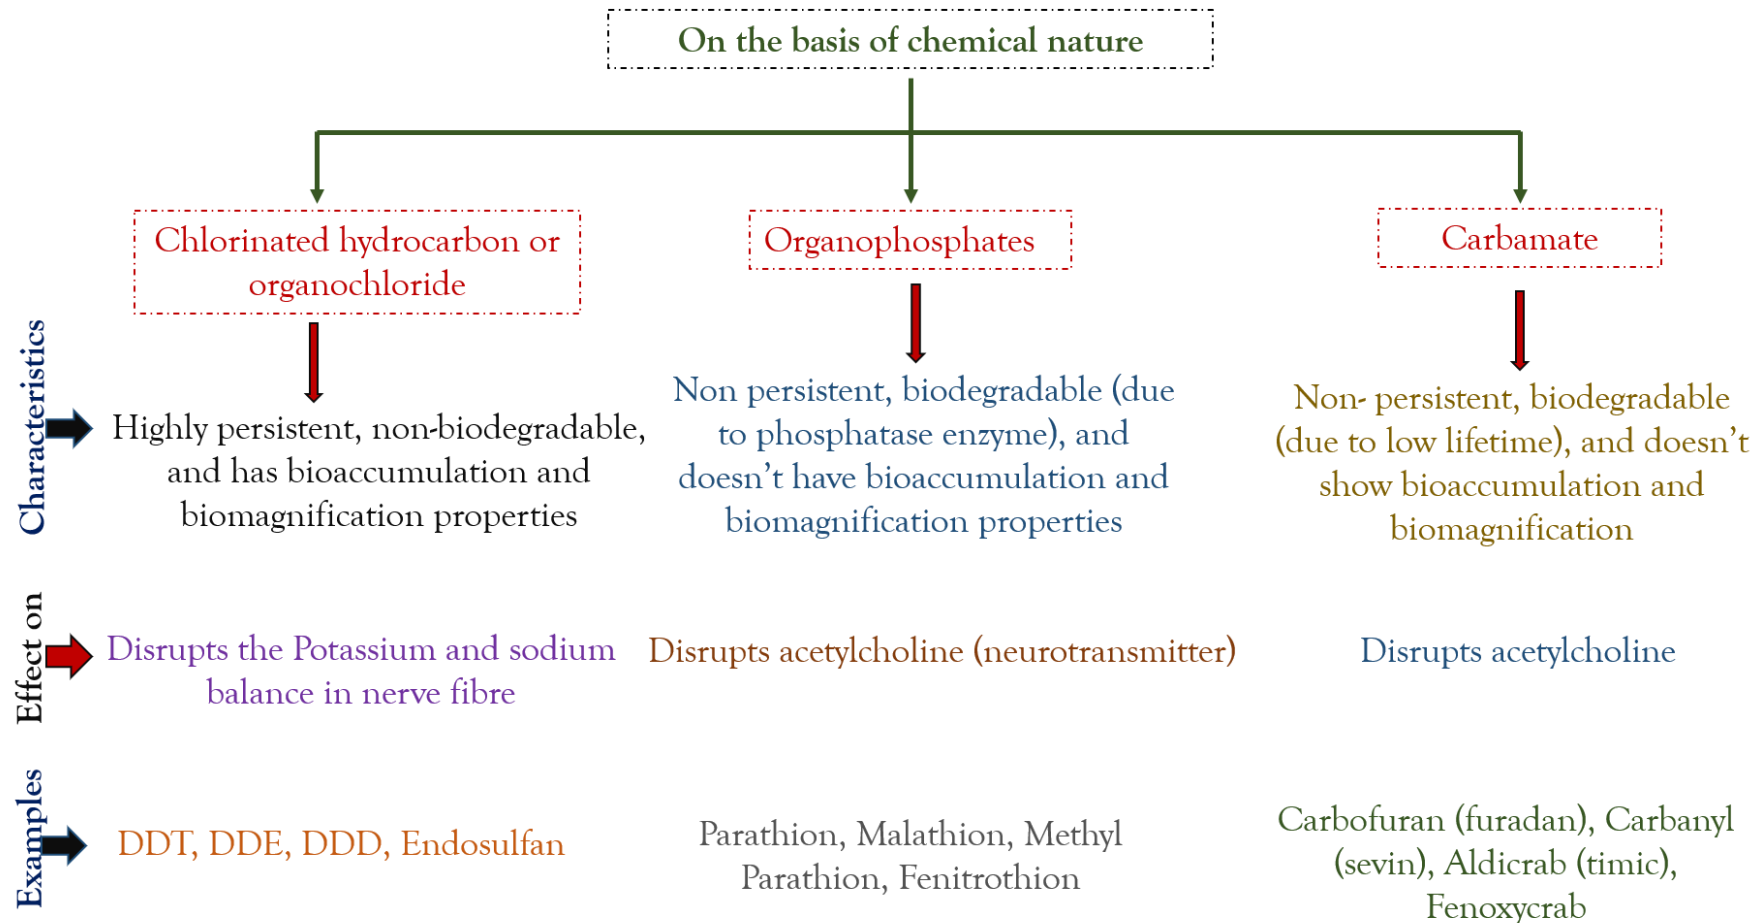 On the basis of chemical nature
Chlorinated hydrocarbon or
organochloride
Organophosphates
Carbamate
Characteristics
Highly persistent, non-biodegradable,
and has bioaccumulation and
biomagnification properties
Non persistent, biodegradable (due
to phosphatase enzyme), and
doesn't have bioaccumulation and
biomagnification properties
Non- persistent, biodegradable
(due to low lifetime), and doesn't
show bioaccumulation and
biomagnification
Effect on
Disrupts the Potassium and sodium
balance in nerve fibre
Disrupts acetylcholine (neurotransmitter)
Disrupts acetylcholine
Examples
DDT, DDE, DDD, Endosulfan
Parathion, Malathion, Methyl
Parathion, Fenitrothion
Carbofuran (furadan), Carbanyl
(sevin), Aldicrab (timic),
Fenoxycrab